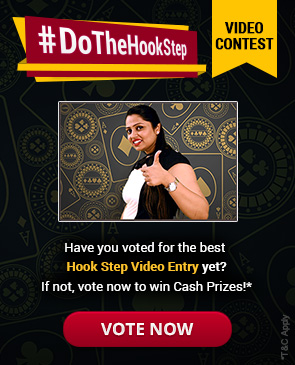 #DoTheHookStep
VIDEO
CONTEST
Have you voted for the best
Hook Step Video Entry yet?
If not, vote now to win Cash Prizes!*
VOTE NOW
*T&C Apply